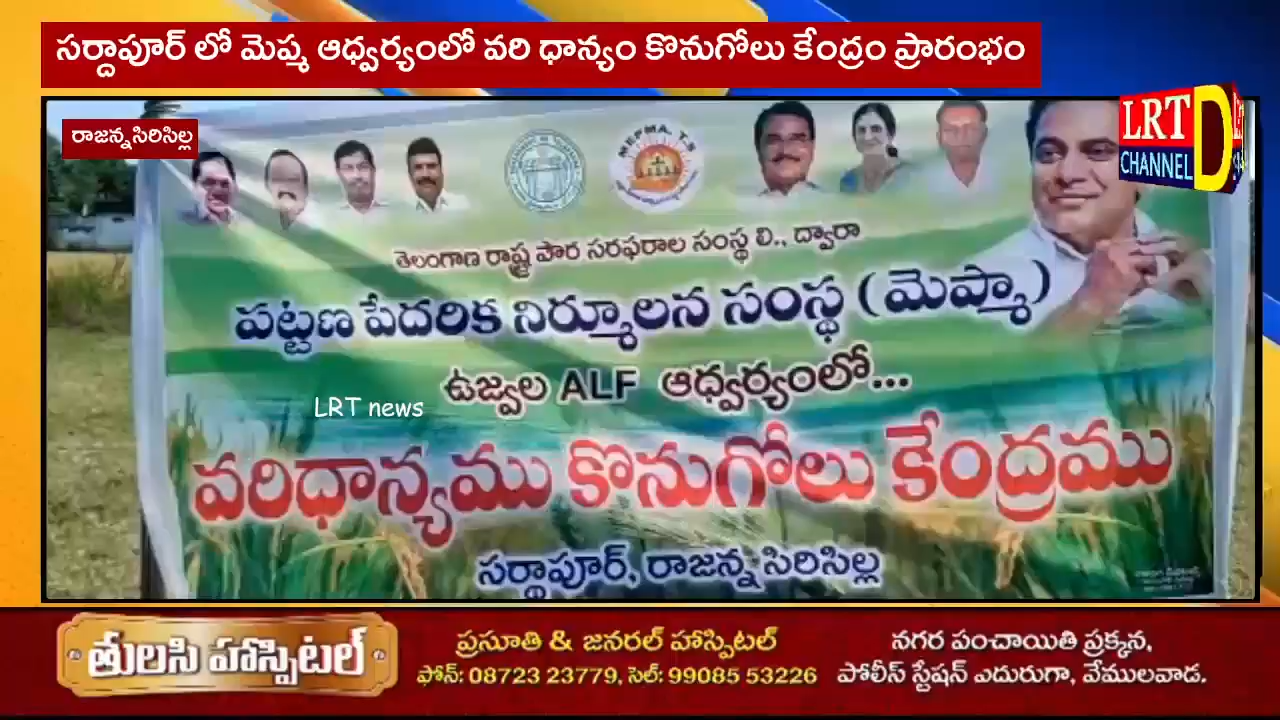 సర్దాపూర్ లో మెప్మ ఆధ్వర్యంలో వరి ధాన్యం కొనుగోలు కేంద్రం ప్రారంభం
రాజన్నసిరిసిల్ల
LRT
CHANNEL
D
MEPMA. T.S
తెలంగాణ రాష్ట్ర పౌర సరఫరాల సంస్థ లి., ద్వారా
పట్టణ పేదరిక నిర్మూలన సంస్థ (మెప్మా)
ఉజ్వల ALF ఆధ్వర్యంలో...
LRT news
వరిధాన్యము కొనుగోలు కేంద్రము
సర్ధాపూర్, రాజన్న సిరిసిల్ల
తులసి హాస్పిటల్
ప్రసూతి & జనరల్ హాస్పిటల్
ఫోన్: 08723 23779, సెల్: 99085 53226
నగర పంచాయితి ప్రక్కన,
పోలీస్ స్టేషన్ ఎదురుగా, వేములవాడ.